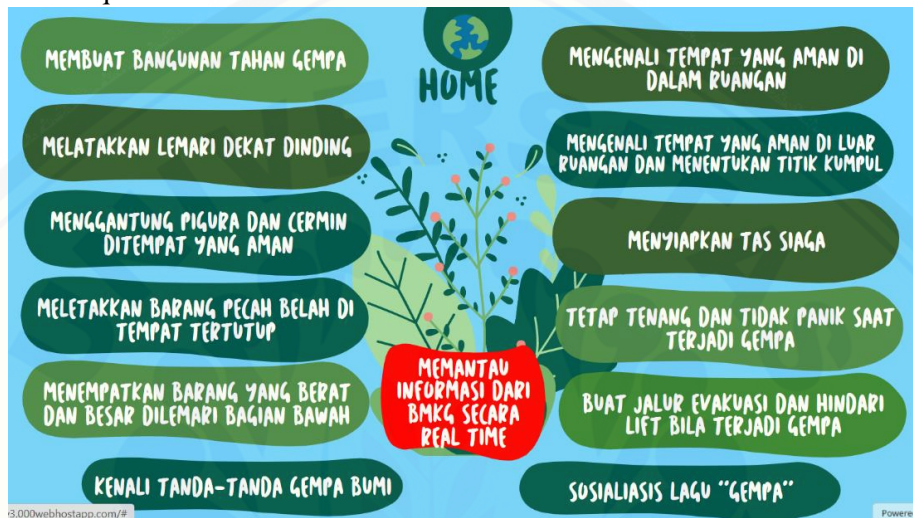 HOME
MEMBUAT BANGUNAN TAHAN GEMPA
MELATAKKAN LEMARI DEKAT DINDING
MENGGANTUNG PIGURA DAN CERMIN
DITEMPAT YANG AMAN
MELETAKKAN BARANG PECAH BELAH DI
TEMPAT TERTUTUP
MENEMPATKAN BARANG YANG BERAT
DAN BESAR DILEMARI BAGIAN BAWAH
KENALI TANDA-TANDA GEMPA BUMI
MEMANTAU
INFORMASI DARI
BMKG SECARA
REAL TIME
MENGENALI TEMPAT YANG AMAN DI
DALAM RUANGAN
MENGENALI TEMPAT YANG AMAN DI LUAR
RUANGAN DAN MENENTUKAN TITIK KUMPUL
MENYIAPKAN TAS SIAGA
TETAP TENANG DAN TIDAK PANIK SAAT
TERJADI GEMPA
BUAT JALUR EVAKUASI DAN HINDARI
LIFT BILA TERJADI GEMPA
SOSIALIASIS LAGU "GEMPA"
3.000webhostapp.com/#
Powere